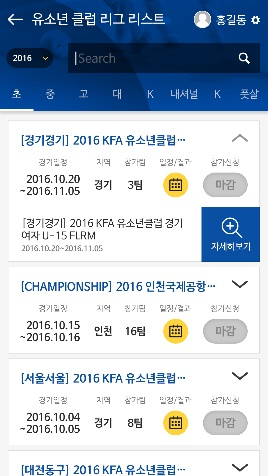 유소년 클럽 리그 리스트 홍길동
2016 Search
초 중 고 대 K 내셔널 K 풋살
[경기경기] 2016 KFA 유소년클럽···
경기일정 지역 참가팀 일정/결과 참가신청
2016.10.20 ~2016.11.05 경기 3팀 마감
[경기경기] 2016 KFA 유소년클럽 경기
여자 U-15 FLRM
2016.10.20~2016.11.05
자세히보기
[CHAMPIONSHIP] 2016 인천국제공항···
경기일정 지역 참가팀 일정/결과 참가신청
2016.10.15 ~2016.10.16 인천 16팀 마감
[서울서울] 2016 KFA 유소년클럽···
경기일정 지역 참가팀 일정/결과 참가신청
2016.10.04 ~2016.11.05 경기 8팀 마감
[대전동구] 2016 KFA 유소년클럽···